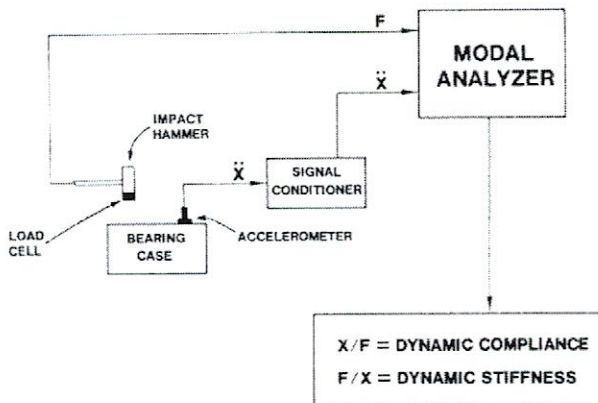 F
MODAL
ANALYZER
Ẍ
IMPACT
HAMMER
Ẍ
SIGNAL
CONDITIONER
LOAD
CELL
BEARING
CASE
ACCELEROMETER
X/F = DYNAMIC COMPLIANCE
F/X = DYNAMIC STIFFNESS